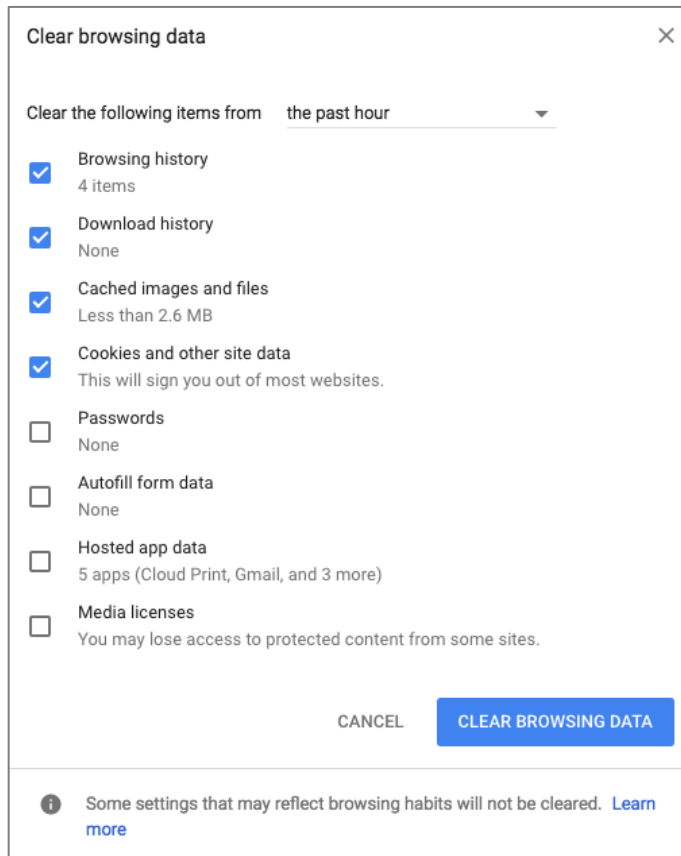 Clear browsing data
Clear the following items from the past hour
Browsing history
4 items
Download history
None
Cached images and files
Less than 2.6 MB
Cookies and other site data
This will sign you out of most websites.
Passwords
None
Autofill form data
None
Hosted app data
5 apps (Cloud Print, Gmail, and 3 more)
Media licenses
You may lose access to protected content from some sites.
CANCEL CLEAR BROWSING DATA
Some settings that may reflect browsing habits will not be cleared. Learn
more